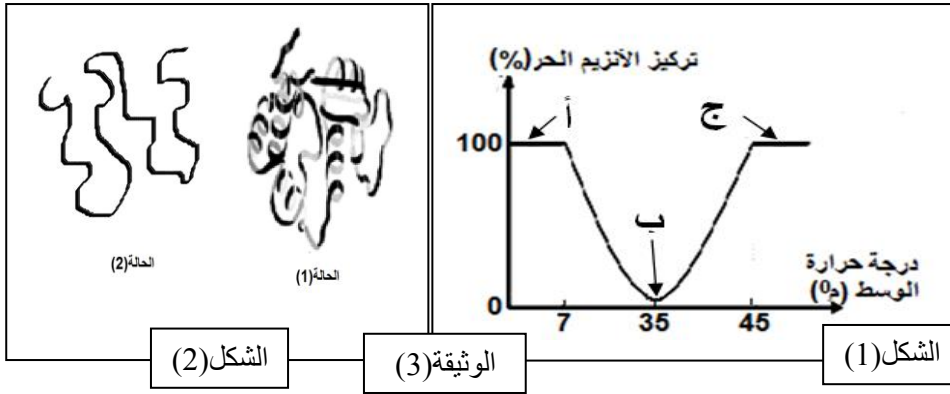 تركيز الأنزيم الحر(%)
أ
ج
100
ب
درجة حرارة
الوسط (م⁰)
0
7
35
45
الشكل(1)
الحالة(1)
الحالة(2)
الشكل(2)
الوثيقة(3)